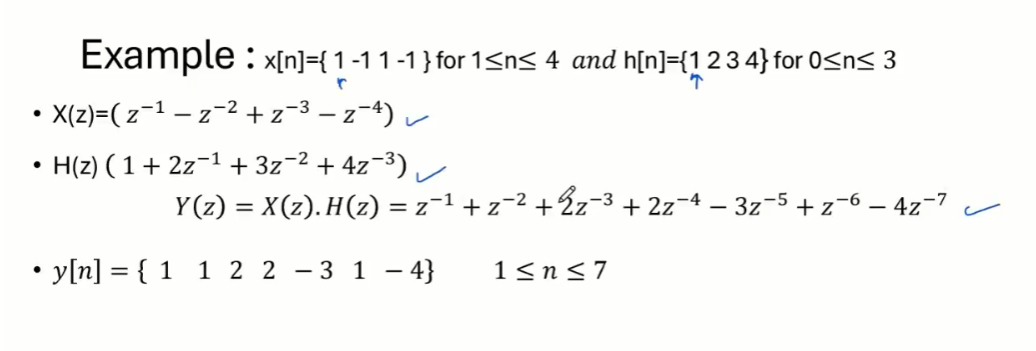 Example : x[n]={ 1 -1 1 -1 } for 1≤n≤ 4 and h[n]={1 2 3 4} for 0≤n≤ 3
• X(z)=( z⁻¹ − z⁻² + z⁻³ − z⁻⁴)
• H(z) ( 1 + 2z⁻¹ + 3z⁻² + 4z⁻³)
Y(z) = X(z). H(z) = z⁻¹ + z⁻² + 2z⁻³ + 2z⁻⁴ − 3z⁻⁵ + z⁻⁶ − 4z⁻⁷
• y[n] = { 1 1 2 2 − 3 1 − 4} 1 ≤ n ≤ 7